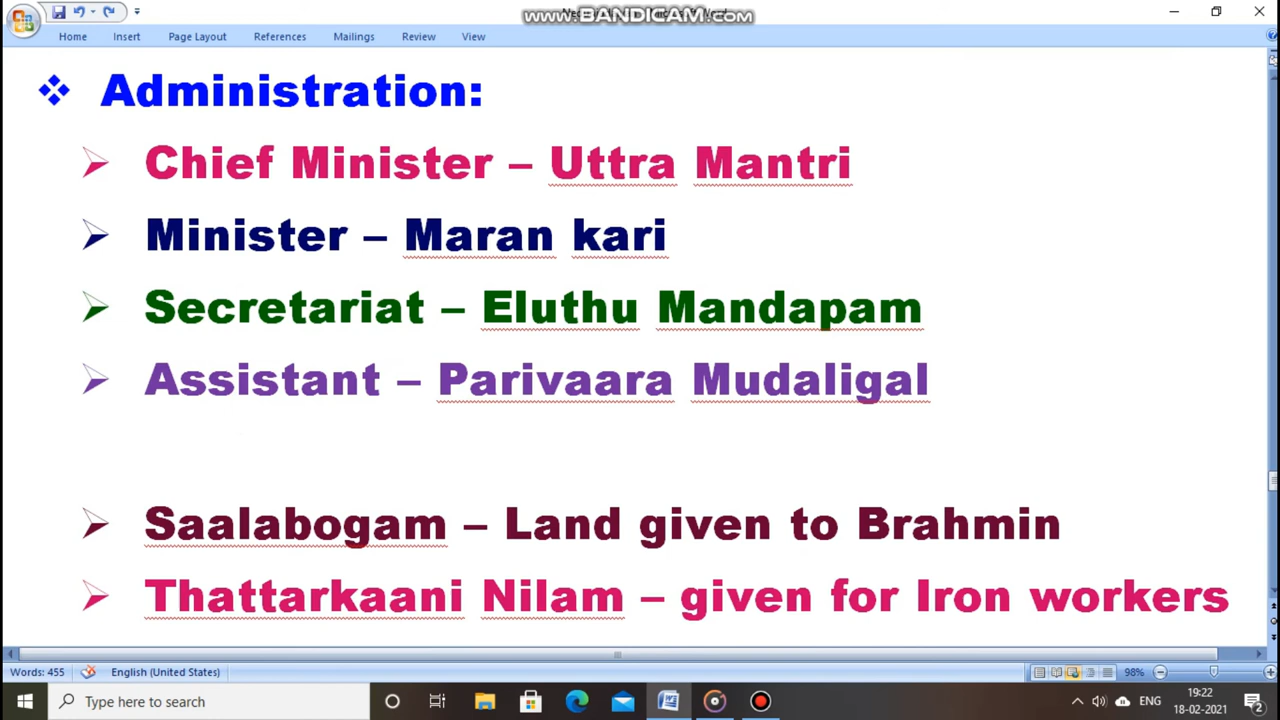 www.BANDICAM.com
Home Insert Page Layout References Mailings Review View
Administration:
Chief Minister – Uttra Mantri
Minister – Maran kari
Secretariat – Eluthu Mandapam
Assistant – Parivaara Mudaligal
Saalabogam – Land given to Brahmin
Thattarkaani Nilam – given for Iron workers
Words: 455 English (United States) 98%
Type here to search ENG 19:22
18-02-2021 2